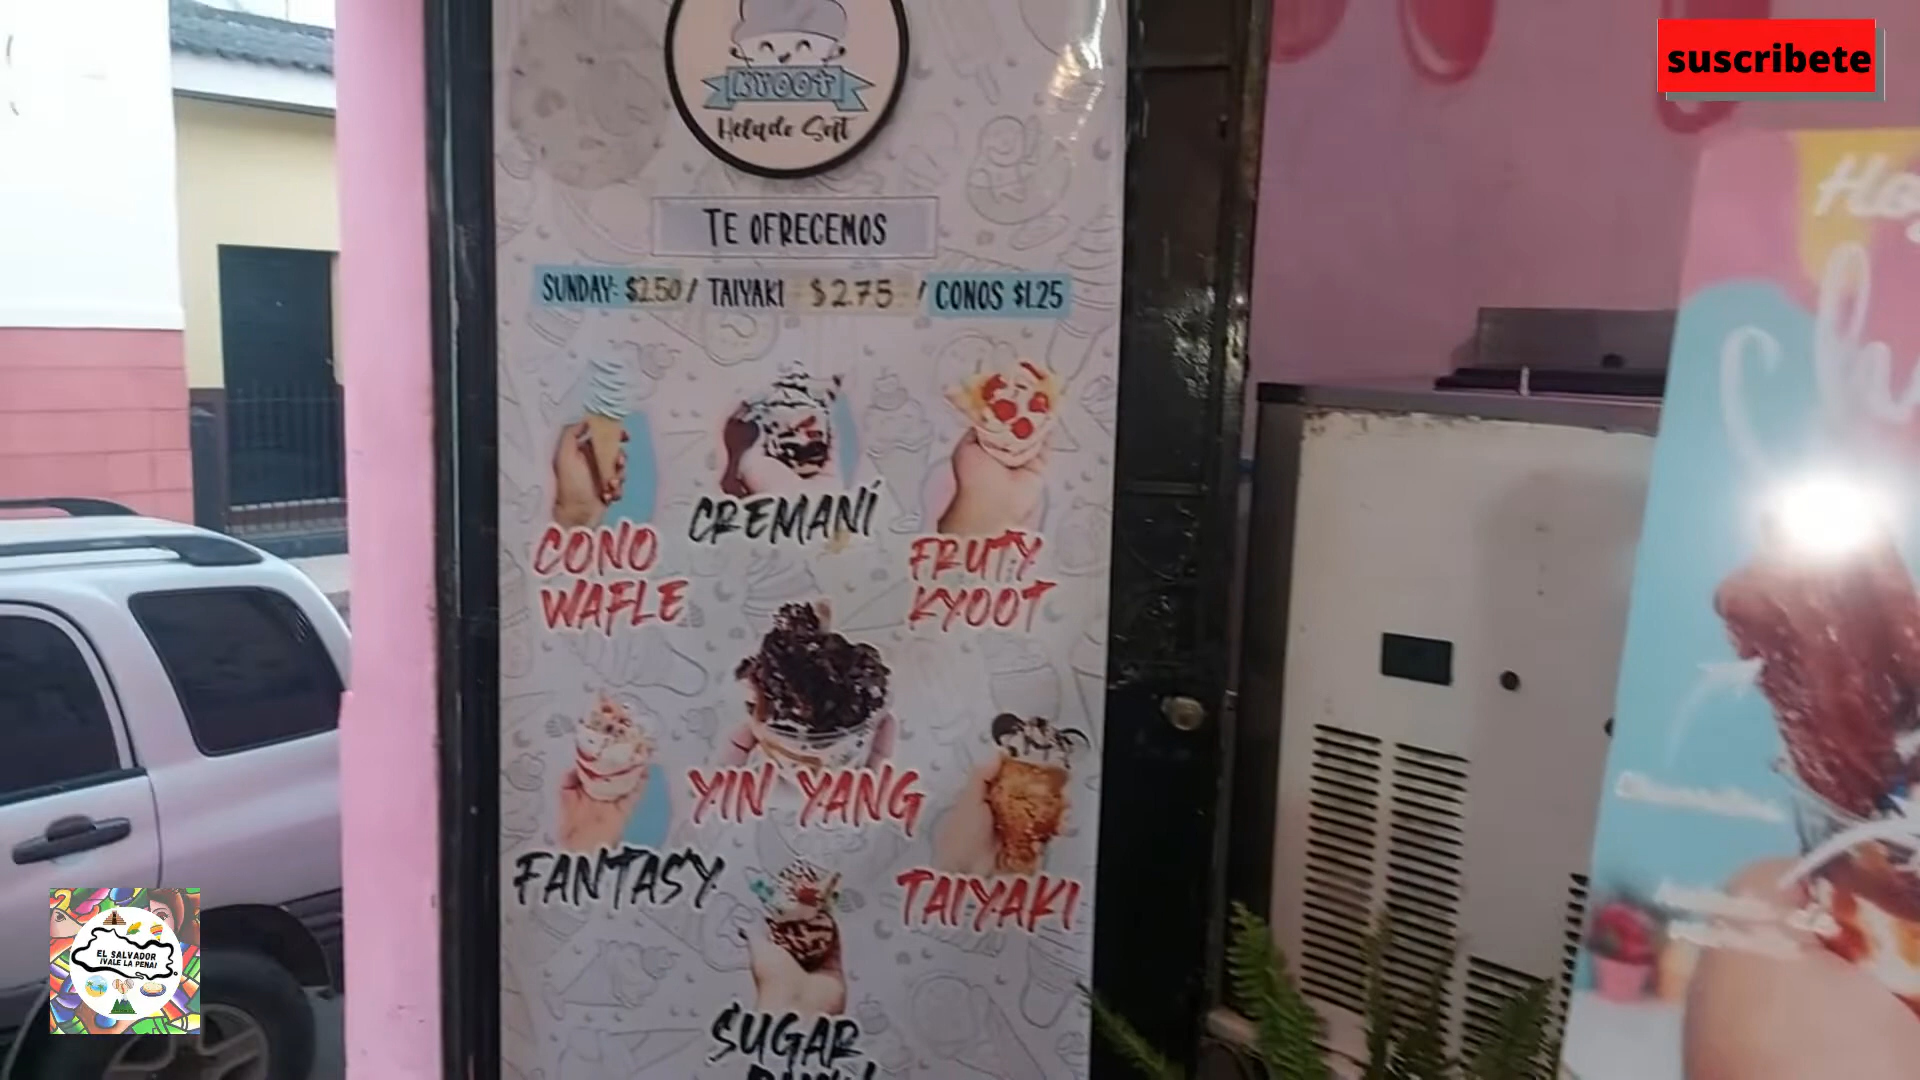 suscribete
KYOOT
Helado Soft
TE OFRECEMOS
SUNDAY: $2.50 / TAIYAKI $2.75 / CONOS $1.25
CREMANÍ
CONO
WAFLE
FRUTY
KYOOT
YIN YANG
FANTASY
TAIYAKI
SUGAR
EL SALVADOR
¡VALE LA PENA!